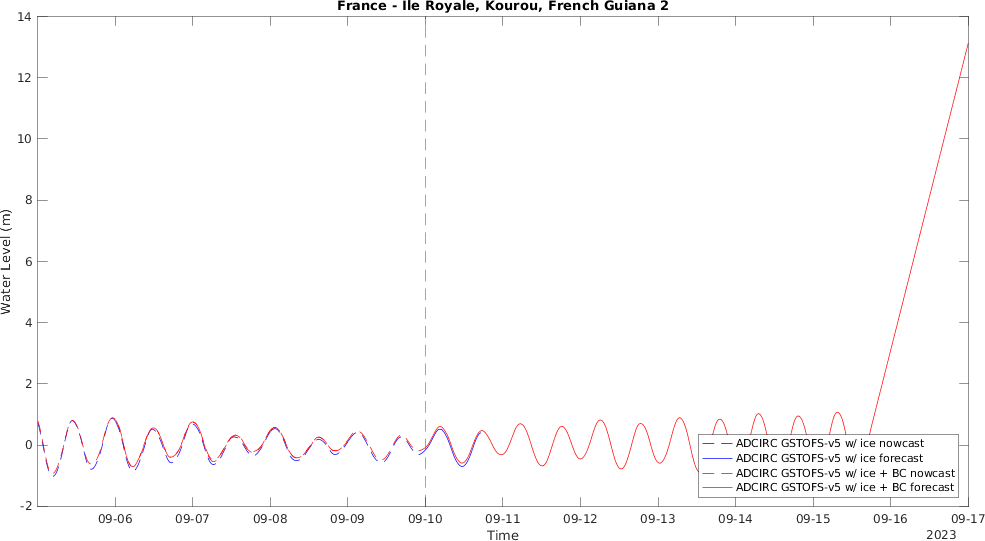 France - Ile Royale, Kourou, French Guiana 2
14
12
10
8
6
4
2
0
-2
Water Level (m)
ADCIRC GSTOFS-v5 w/ ice nowcast
ADCIRC GSTOFS-v5 w/ ice forecast
ADCIRC GSTOFS-v5 w/ ice + BC nowcast
ADCIRC GSTOFS-v5 w/ ice + BC forecast
09-06 09-07 09-08 09-09 09-10 09-11 09-12 09-13 09-14 09-15 09-16 09-17
Time
2023